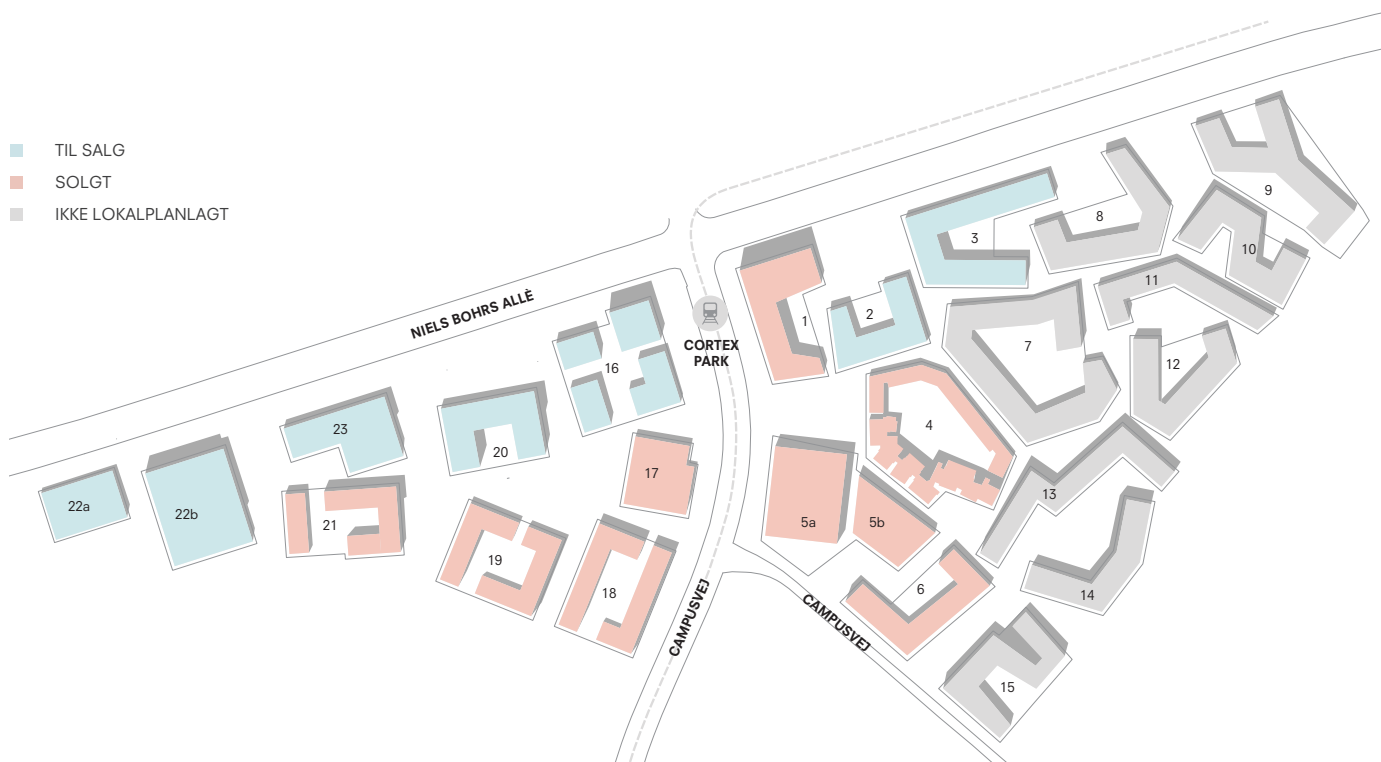 TIL SALG
SOLGT
IKKE LOKALPLANLAGT
NIELS BOHRS ALLÈ
CORTEX
PARK
CAMPUSVEJ
CAMPUSVEJ
1
2
3
4
5a
5b
6
7
8
9
10
11
12
13
14
15
16
17
18
19
20
21
22a
22b
23